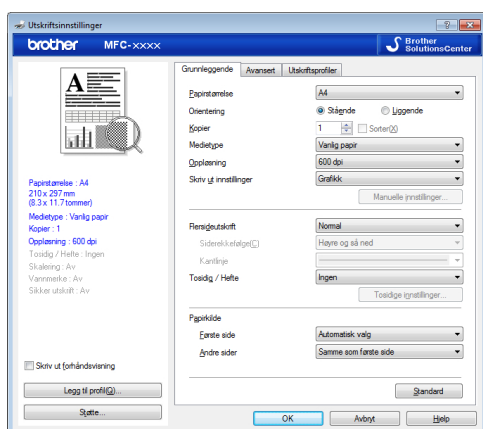 Utskriftsinnstillinger
brother MFC-xxxx
Brother
SolutionsCenter
Papirstørrelse : A4
210 x 297 mm
(8.3 x 11.7 tommer)
Medietype : Vanlig papir
Kopier : 1
Oppløsning : 600 dpi
Tosidig / Hefte : Ingen
Skalering : Av
Vannmerke : Av
Sikker utskrift : Av
Skriv ut forhåndsvisning
Legg til profil(Q)...
Støtte...
Grunnleggende Avansert Utskriftsprofiler
Papirstørrelse A4
Orientering Stående Liggende
Kopier 1 Sorter(X)
Medietype Vanlig papir
Oppløsning 600 dpi
Skriv ut innstillinger Grafikk
Manuelle innstillinger...
Flersideutskrift Normal
Siderekkefølge(C) Høyre og så ned
Kantlinje
Tosidig / Hefte Ingen
Tosidige ignstillinger...
Papirkilde
Første side Automatisk valg
Andre sider Samme som første side
Standard
OK Avbryt Hjelp